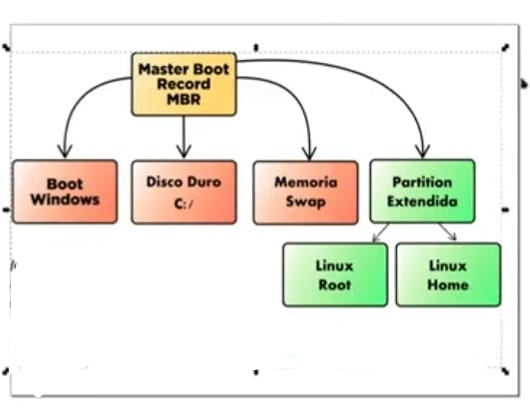 Master Boot
Record
MBR
Boot
Windows
Disco Duro
C:/
Memoria
Swap
Partition
Extendida
Linux
Root
Linux
Home